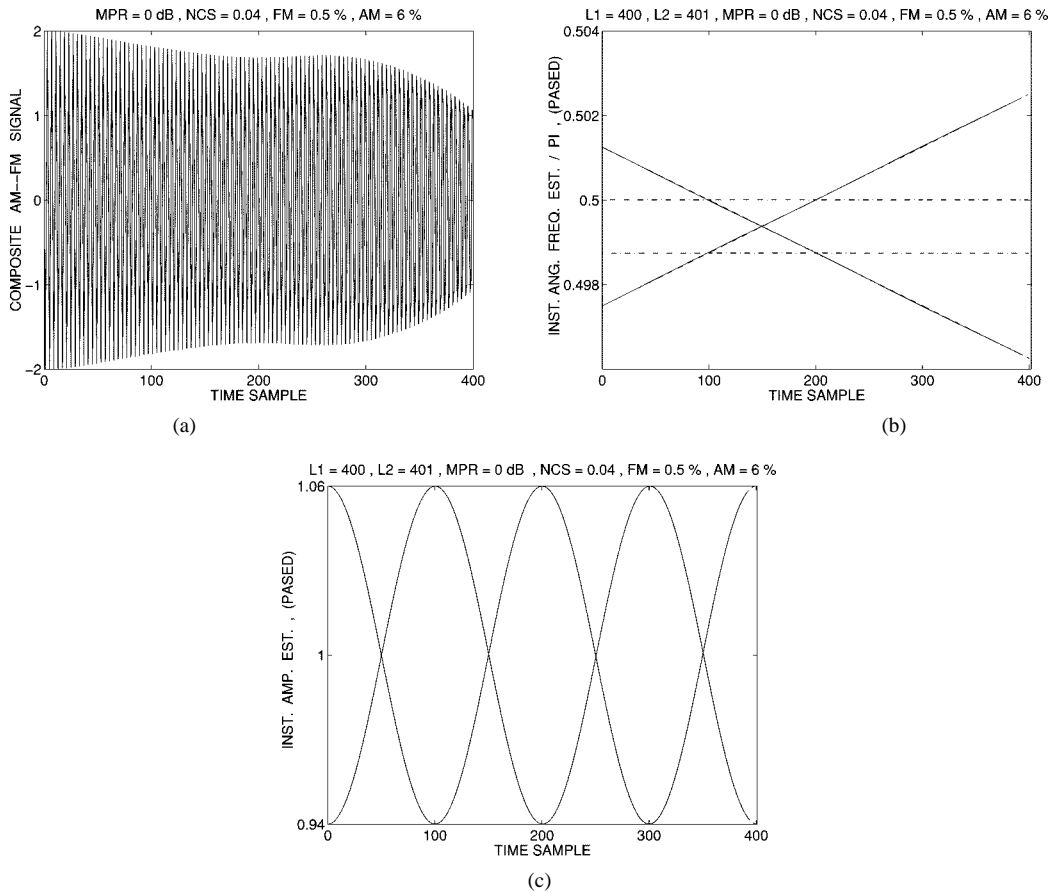 MPR = 0 dB , NCS = 0.04 , FM = 0.5 % , AM = 6 %
COMPOSITE AM--FM SIGNAL
2
1
0
−1
−2
0 100 200 300 400
TIME SAMPLE
(a)
L1 = 400 , L2 = 401 , MPR = 0 dB , NCS = 0.04 , FM = 0.5 % , AM = 6 %
INST. ANG. FREQ. EST. / PI , (PASED)
0.504
0.502
0.5
0.498
0 100 200 300 400
TIME SAMPLE
(b)
L1 = 400 , L2 = 401 , MPR = 0 dB , NCS = 0.04 , FM = 0.5 % , AM = 6 %
INST. AMP. EST. , (PASED)
1.06
1
0.94
0 100 200 300 400
TIME SAMPLE
(c)